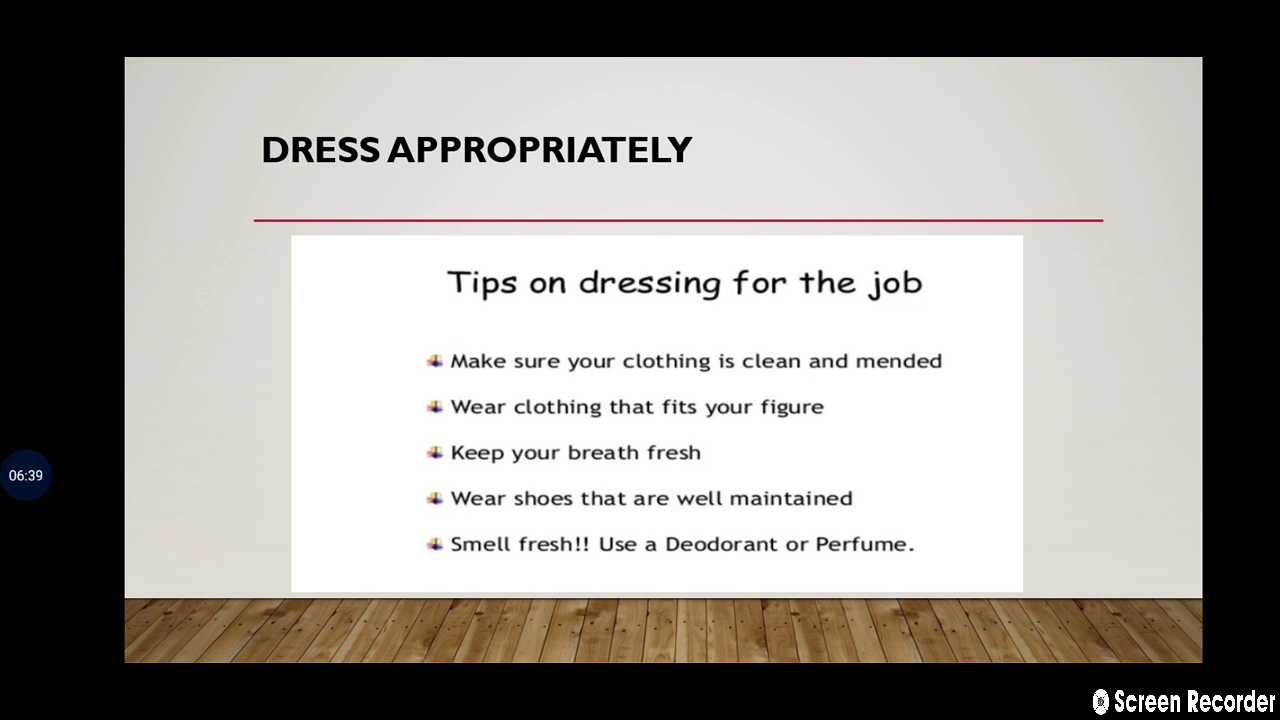 DRESS APPROPRIATELY
Tips on dressing for the job
Make sure your clothing is clean and mended
Wear clothing that fits your figure
Keep your breath fresh
Wear shoes that are well maintained
06:39
Smell fresh!! Use a Deodorant or Perfume.
Screen Recorder